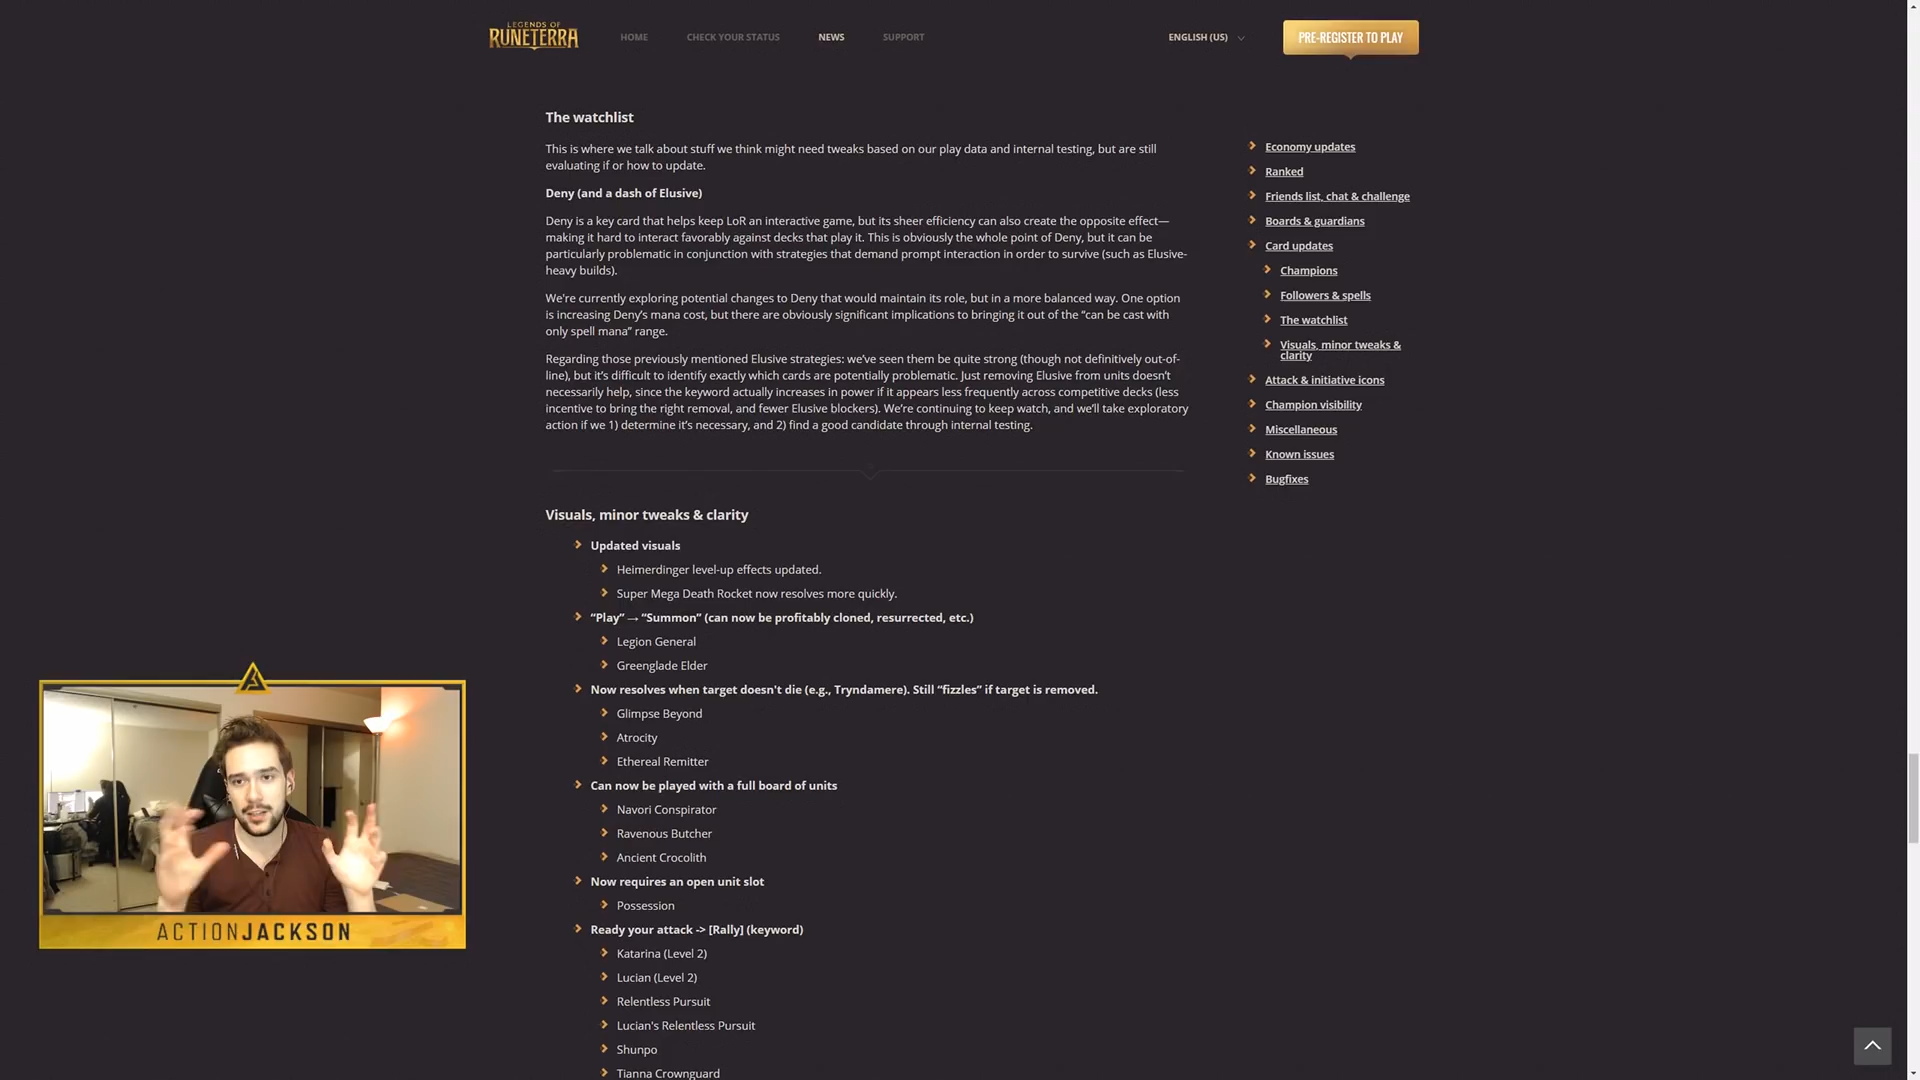 LEGENDS OF
RUNETERRA
HOME
CHECK YOUR STATUS
NEWS
SUPPORT
ENGLISH (US)
PRE-REGISTER TO PLAY
The watchlist
This is where we talk about stuff we think might need tweaks based on our play data and internal testing, but are still
evaluating if or how to update.
Deny (and a dash of Elusive)
Deny is a key card that helps keep LoR an interactive game, but its sheer efficiency can also create the opposite effect—
making it hard to interact favorably against decks that play it. This is obviously the whole point of Deny, but it can be
particularly problematic in conjunction with strategies that demand prompt interaction in order to survive (such as Elusive-
heavy builds).
We're currently exploring potential changes to Deny that would maintain its role, but in a more balanced way. One option
is increasing Deny’s mana cost, but there are obviously significant implications to bringing it out of the “can be cast with
only spell mana” range.
Regarding those previously mentioned Elusive strategies: we’ve seen them be quite strong (though not definitively out-of-
line), but it’s difficult to identify exactly which cards are potentially problematic. Just removing Elusive from units doesn’t
necessarily help, since the keyword actually increases in power if it appears less frequently across competitive decks (less
incentive to bring the right removal, and fewer Elusive blockers). We’re continuing to keep watch, and we’ll take exploratory
action if we 1) determine it’s necessary, and 2) find a good candidate through internal testing.
Visuals, minor tweaks & clarity
Updated visuals
Heimerdinger level-up effects updated.
Super Mega Death Rocket now resolves more quickly.
“Play” → “Summon” (can now be profitably cloned, resurrected, etc.)
Legion General
Greenglade Elder
Now resolves when target doesn't die (e.g., Tryndamere). Still “fizzles” if target is removed.
Glimpse Beyond
Atrocity
Ethereal Remitter
Can now be played with a full board of units
Navori Conspirator
Ravenous Butcher
Ancient Crocolith
Now requires an open unit slot
Possession
Ready your attack -> [Rally] (keyword)
Katarina (Level 2)
Lucian (Level 2)
Relentless Pursuit
Lucian's Relentless Pursuit
Shunpo
Tianna Crownguard
Economy updates
Ranked
Friends list, chat & challenge
Boards & guardians
Card updates
Champions
Followers & spells
The watchlist
Visuals, minor tweaks &
clarity
Attack & initiative icons
Champion visibility
Miscellaneous
Known issues
Bugfixes
ACTIONJACKSON